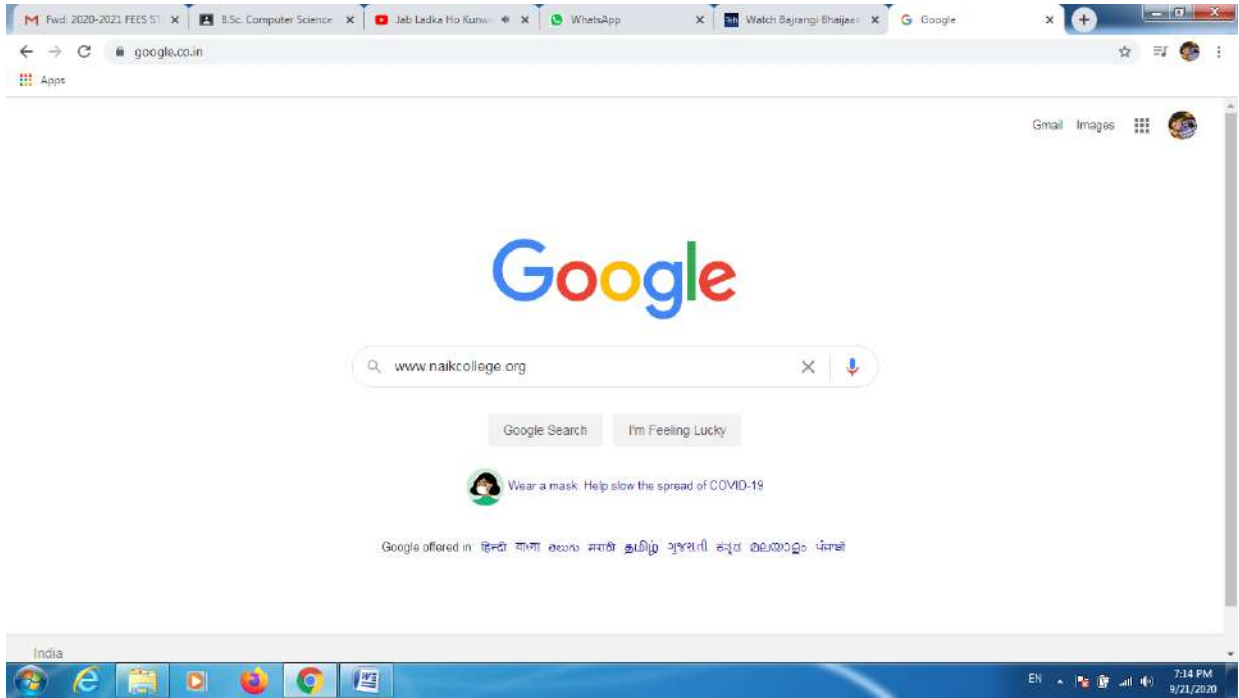 Fwd: 2020-2021 FEES ST
B.Sc. Computer Science
Jab Ladka Ho Kunwa
WhatsApp
Watch Bajrangi Bhaijaa
Google
google.co.in
Apps
Gmail Images
Google
www.naikcollege.org
Google Search I'm Feeling Lucky
Wear a mask. Help slow the spread of COVID-19
Google offered in: हिन्दी বাংলা తెలుగు मराठी தமிழ் ગુજરાતી ಕನ್ನಡ മലയാളം ਪੰਜਾਬੀ
India
EN
7:14 PM
9/21/2020